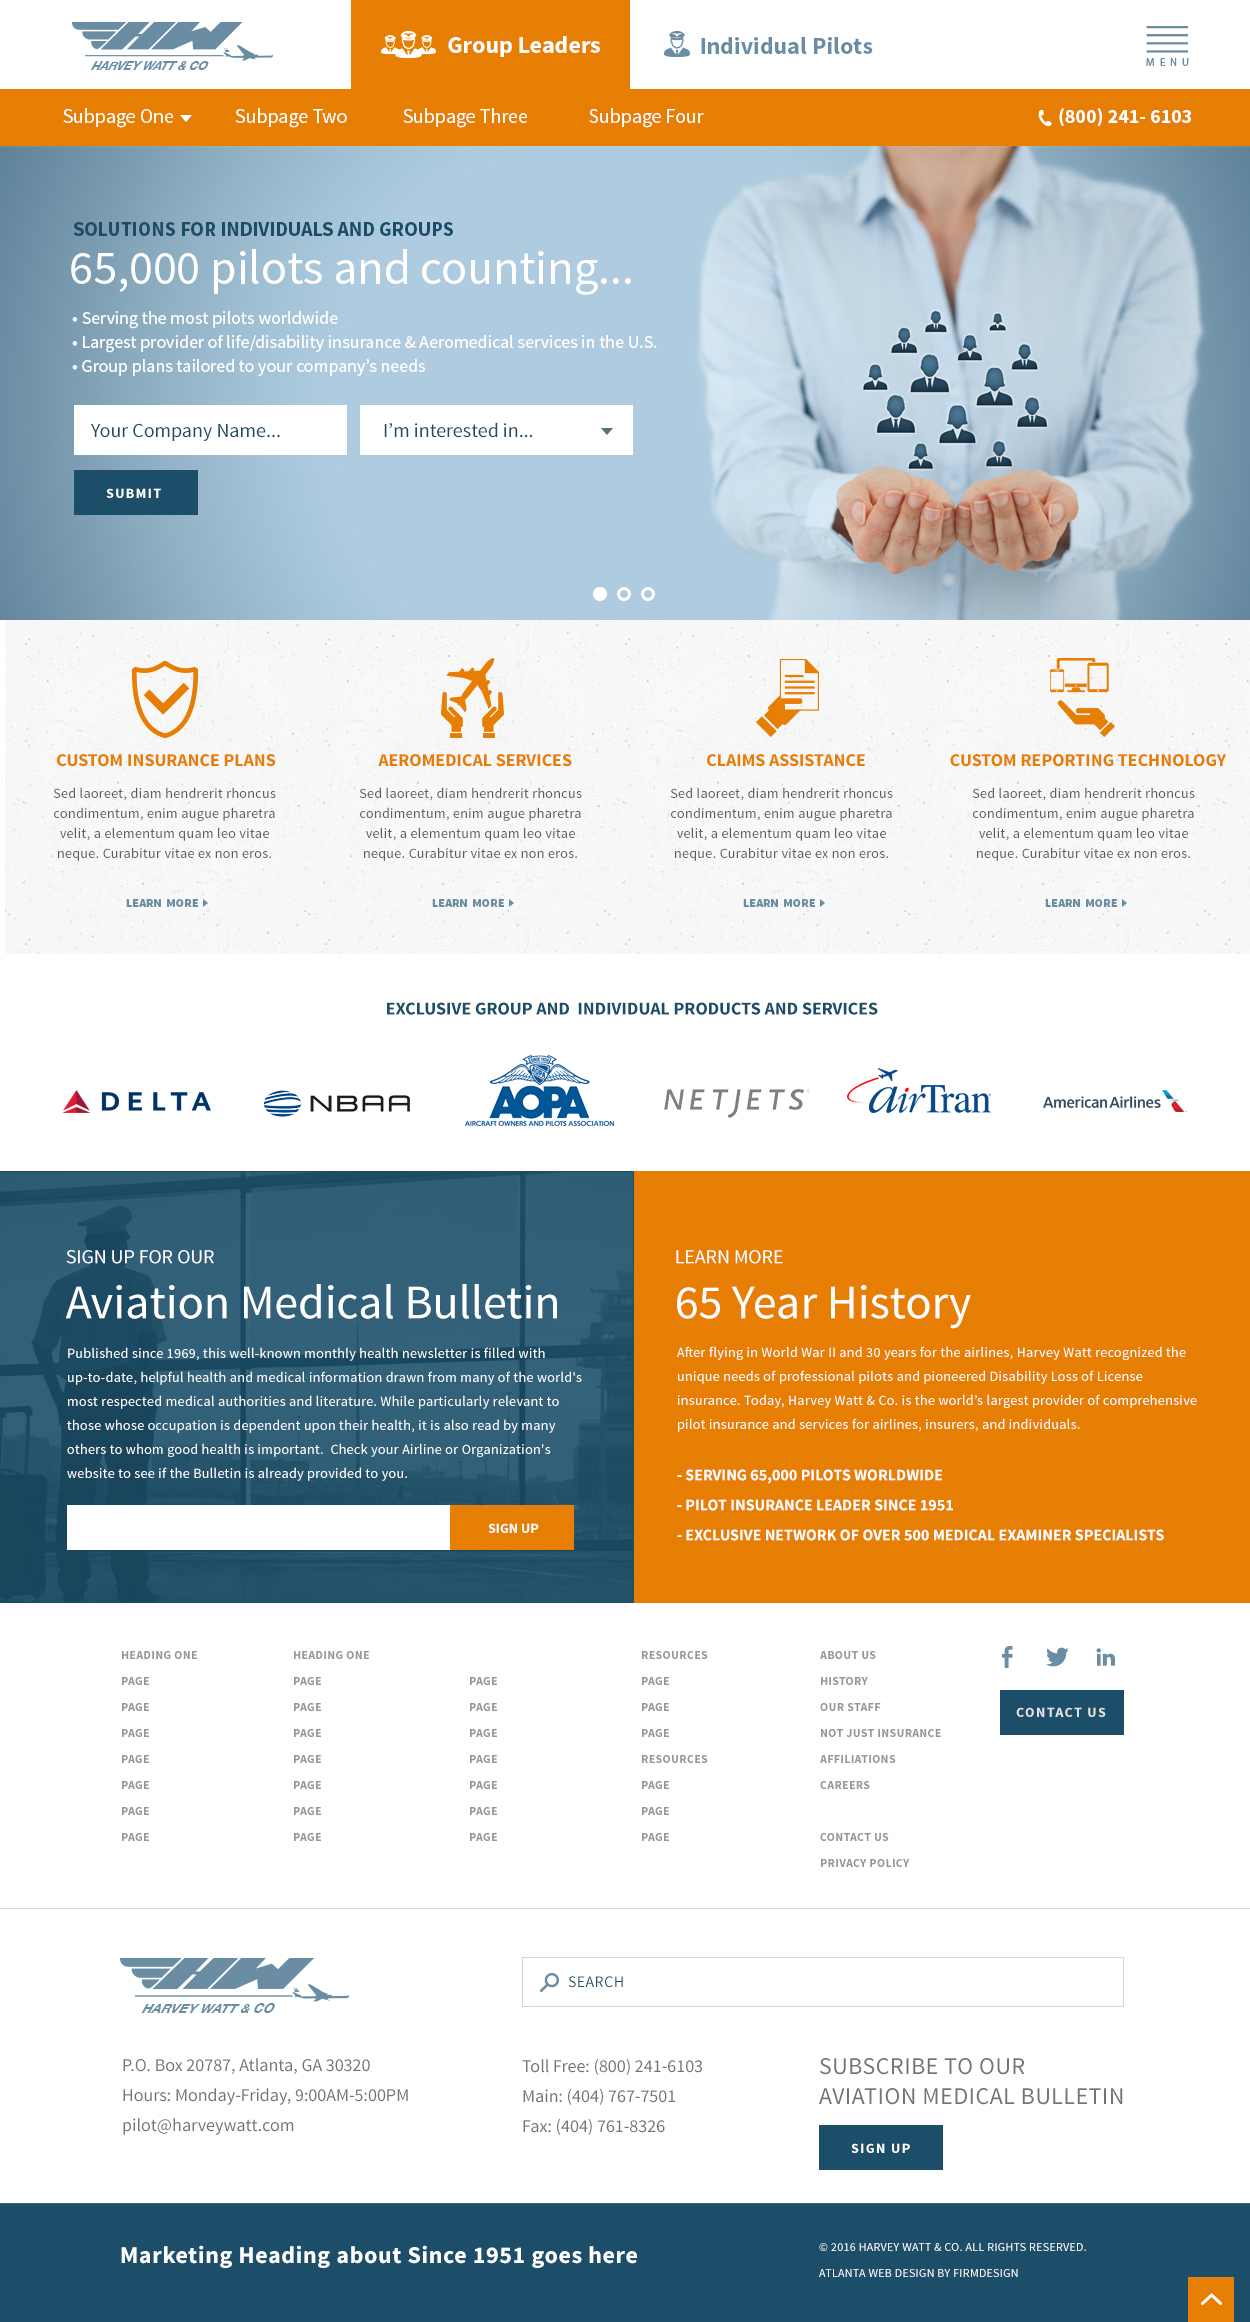 HARVEY WATT & CO
Group Leaders
Individual Pilots
MENU
Subpage One
Subpage Two
Subpage Three
Subpage Four
(800) 241- 6103
SOLUTIONS FOR INDIVIDUALS AND GROUPS
65,000 pilots and counting...
• Serving the most pilots worldwide
• Largest provider of life/disability insurance & Aeromedical services in the U.S.
• Group plans tailored to your company's needs
Your Company Name...
I'm interested in...
SUBMIT
CUSTOM INSURANCE PLANS
Sed laoreet, diam hendrerit rhoncus
condimentum, enim augue pharetra
velit, a elementum quam leo vitae
neque. Curabitur vitae ex non eros.
LEARN MORE
AEROMEDICAL SERVICES
Sed laoreet, diam hendrerit rhoncus
condimentum, enim augue pharetra
velit, a elementum quam leo vitae
neque. Curabitur vitae ex non eros.
LEARN MORE
CLAIMS ASSISTANCE
Sed laoreet, diam hendrerit rhoncus
condimentum, enim augue pharetra
velit, a elementum quam leo vitae
neque. Curabitur vitae ex non eros.
LEARN MORE
CUSTOM REPORTING TECHNOLOGY
Sed laoreet, diam hendrerit rhoncus
condimentum, enim augue pharetra
velit, a elementum quam leo vitae
neque. Curabitur vitae ex non eros.
LEARN MORE
EXCLUSIVE GROUP AND INDIVIDUAL PRODUCTS AND SERVICES
DELTA
NBAA
AOPA
AIRCRAFT OWNERS AND PILOTS ASSOCIATION
NETJETS
airTran
American Airlines
SIGN UP FOR OUR
Aviation Medical Bulletin
Published since 1969, this well-known monthly health newsletter is filled with
up-to-date, helpful health and medical information drawn from many of the world's
most respected medical authorities and literature. While particularly relevant to
those whose occupation is dependent upon their health, it is also read by many
others to whom good health is important. Check your Airline or Organization's
website to see if the Bulletin is already provided to you.
SIGN UP
LEARN MORE
65 Year History
After flying in World War II and 30 years for the airlines, Harvey Watt recognized the
unique needs of professional pilots and pioneered Disability Loss of License
insurance. Today, Harvey Watt & Co. is the world's largest provider of comprehensive
pilot insurance and services for airlines, insurers, and individuals.
- SERVING 65,000 PILOTS WORLDWIDE
- PILOT INSURANCE LEADER SINCE 1951
- EXCLUSIVE NETWORK OF OVER 500 MEDICAL EXAMINER SPECIALISTS
HEADING ONE
PAGE
PAGE
PAGE
PAGE
PAGE
PAGE
PAGE
HEADING ONE
PAGE
PAGE
PAGE
PAGE
PAGE
PAGE
PAGE
PAGE
PAGE
PAGE
PAGE
PAGE
PAGE
PAGE
RESOURCES
PAGE
PAGE
PAGE
RESOURCES
PAGE
PAGE
PAGE
ABOUT US
HISTORY
OUR STAFF
NOT JUST INSURANCE
AFFILIATIONS
CAREERS
CONTACT US
PRIVACY POLICY
CONTACT US
HARVEY WATT & CO
SEARCH
P.O. Box 20787, Atlanta, GA 30320
Hours: Monday-Friday, 9:00AM-5:00PM
pilot@harveywatt.com
Toll Free: (800) 241-6103
Main: (404) 767-7501
Fax: (404) 761-8326
SUBSCRIBE TO OUR
AVIATION MEDICAL BULLETIN
SIGN UP
Marketing Heading about Since 1951 goes here
© 2016 HARVEY WATT & CO. ALL RIGHTS RESERVED.
ATLANTA WEB DESIGN BY FIRMDESIGN